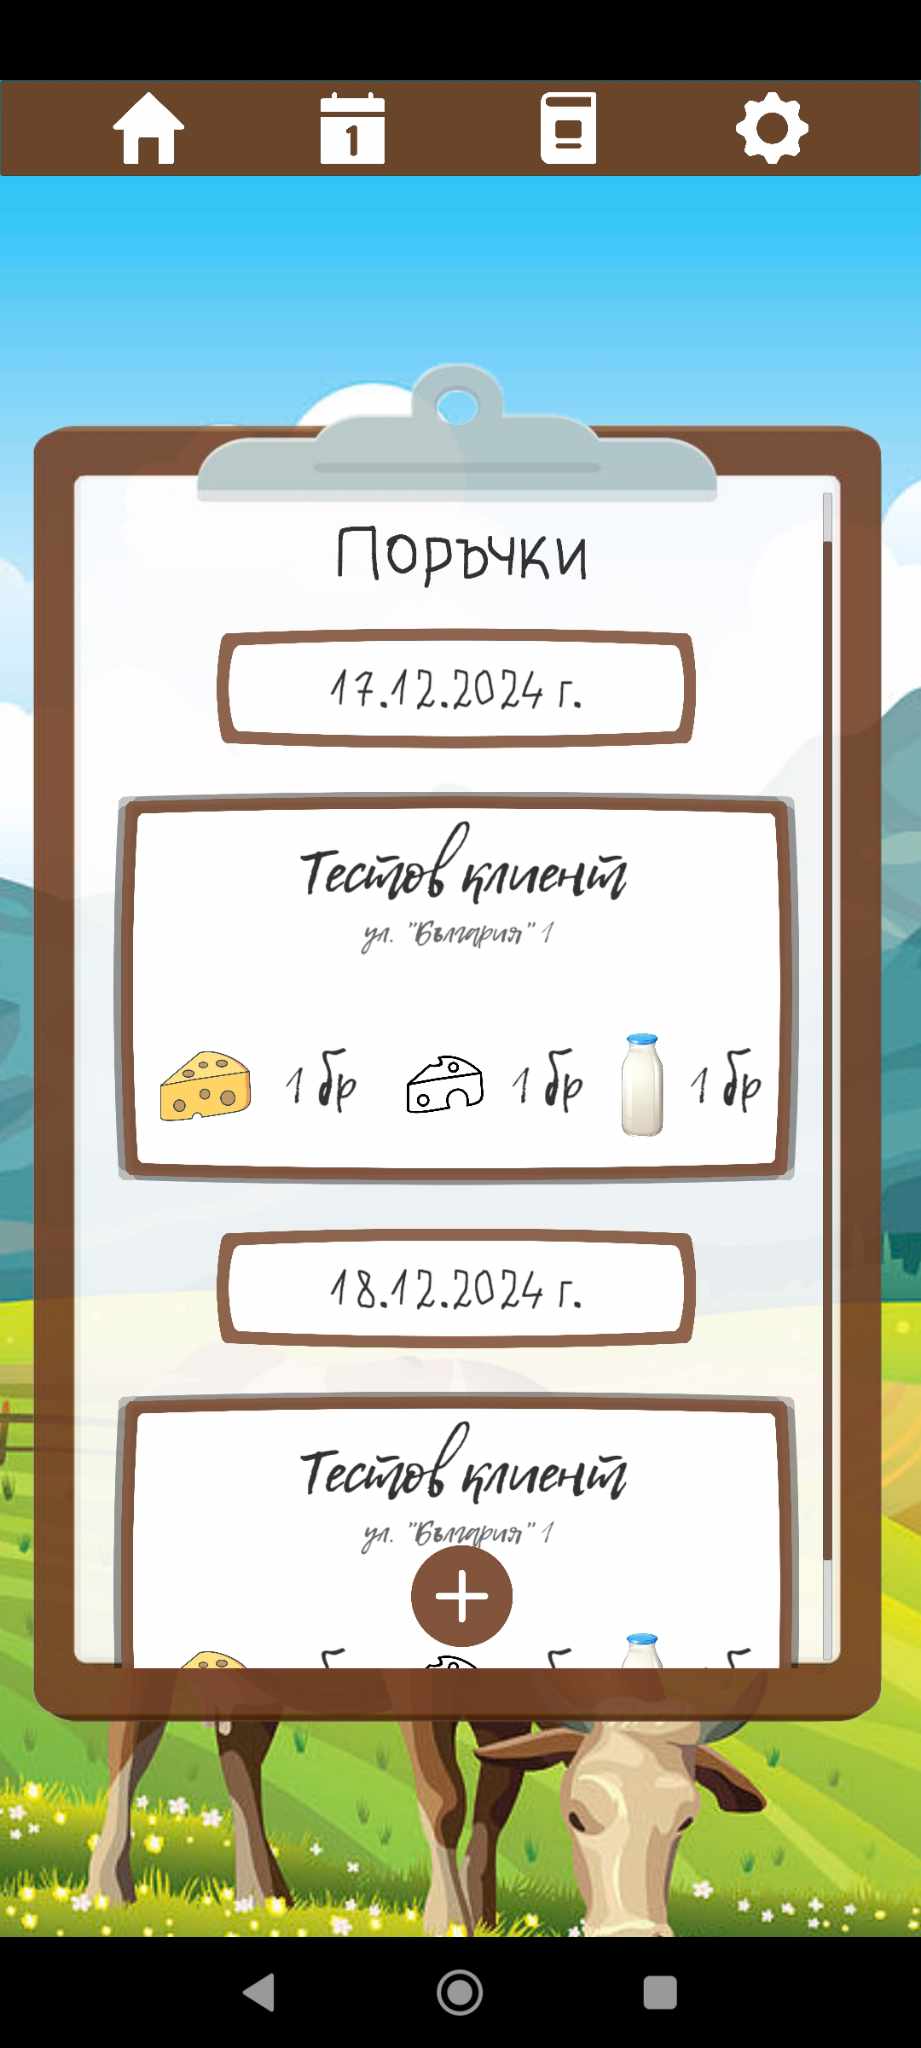 1
Поръчки
17.12.2024 г.
Тестов клиент
ул. "България" 1
1 бр 1 бр 1 бр
18.12.2024 г.
Тестов клиент
ул. "България" 1